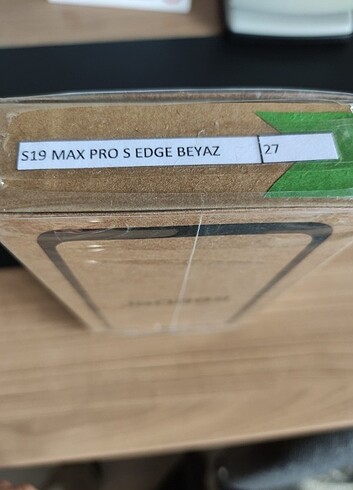 S19 MAX PRO S EDGE BEYAZ 27